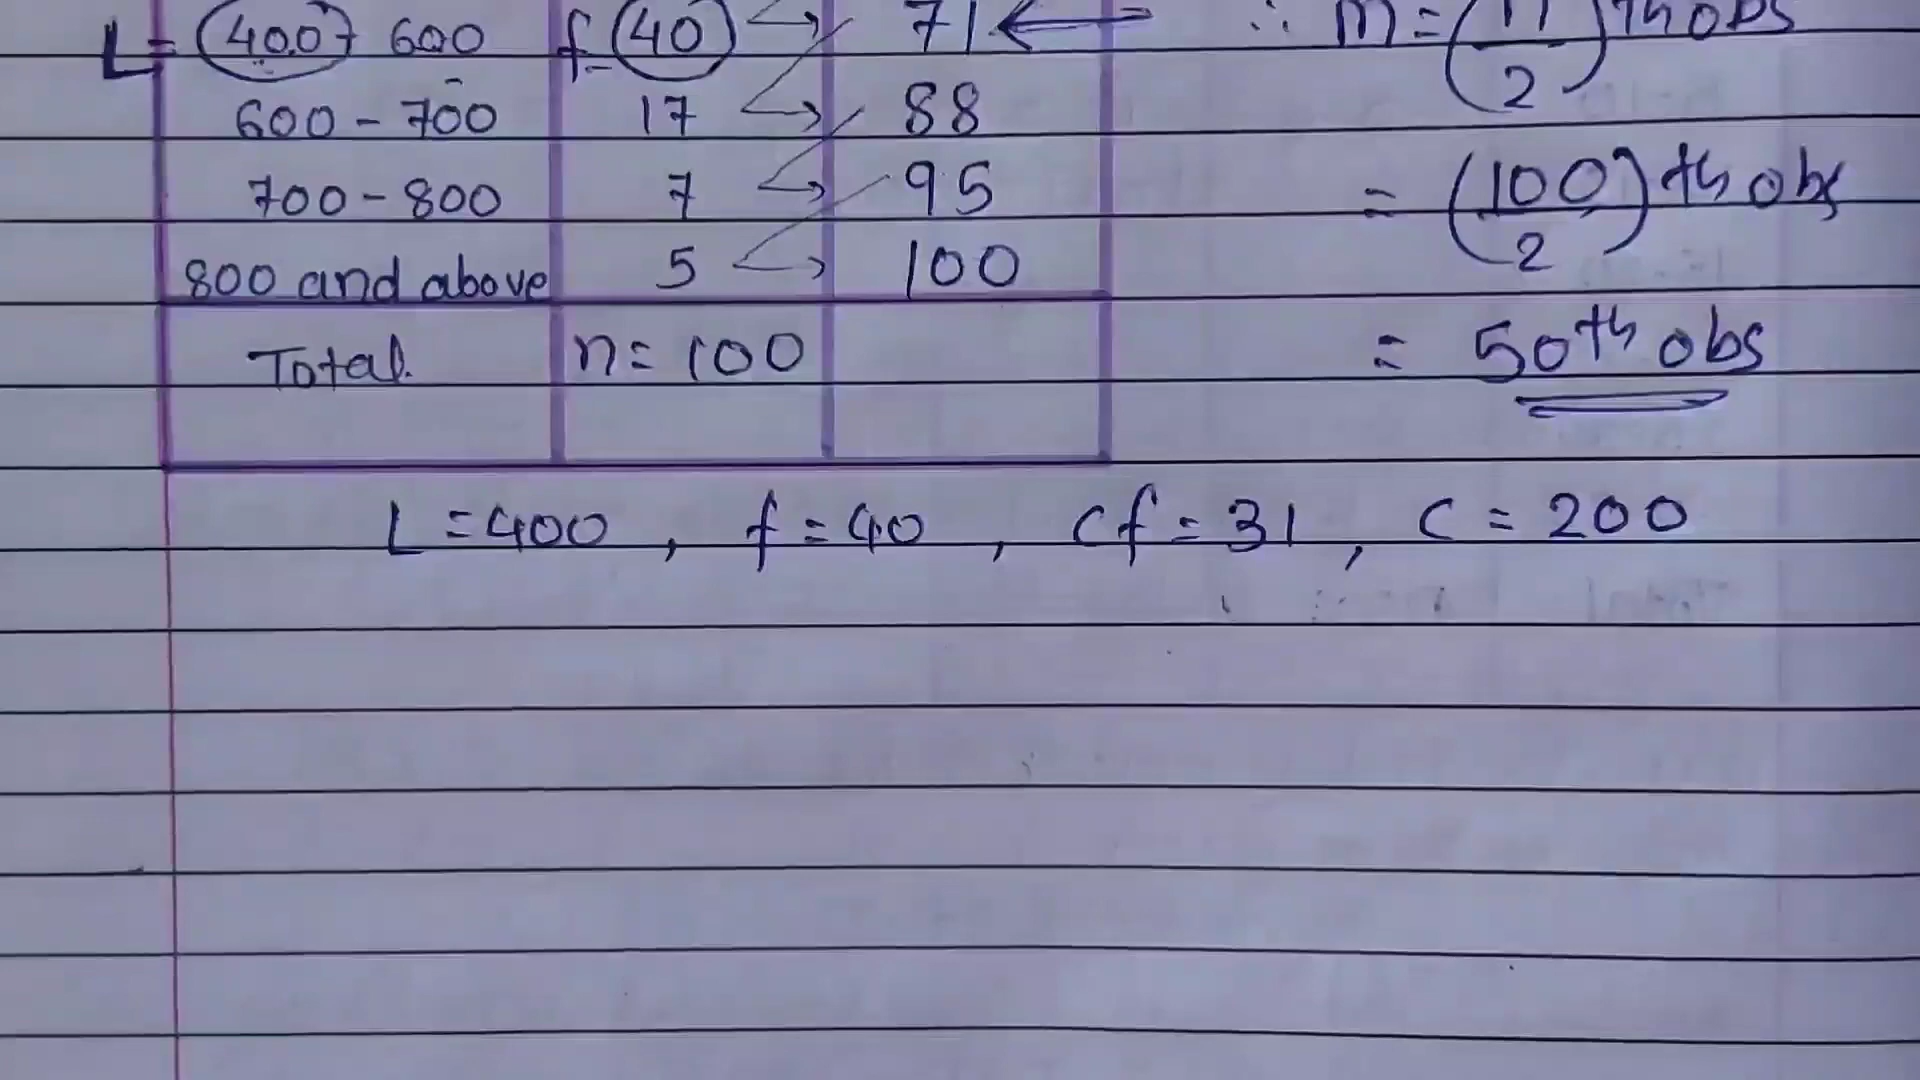 L = 400 - 600 f = 40 71 ∴ M = (n/2) th obs
600 - 700 17 88
700 - 800 7 95 = (100/2) th obs
800 and above 5 100
Total. n = 100 = 50th obs
L = 400 , f = 40 , cf = 31 , c = 200